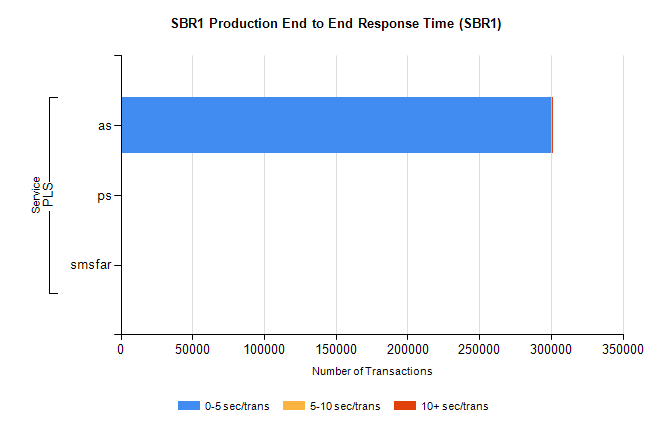 SBR1 Production End to End Response Time (SBR1)
Service
PLS
as
ps
smsfar
0 50000 100000 150000 200000 250000 300000 350000
Number of Transactions
0-5 sec/trans 5-10 sec/trans 10+ sec/trans